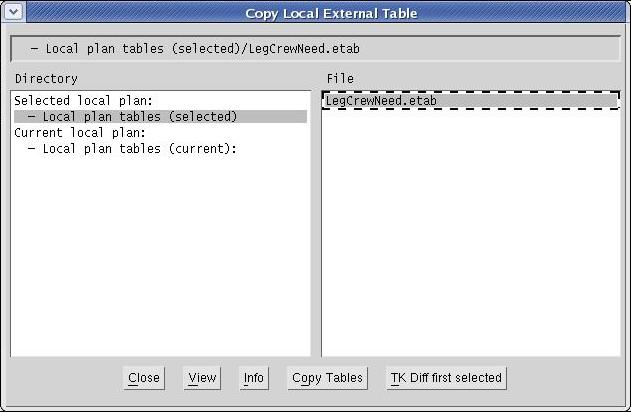 Copy Local External Table
– Local plan tables (selected)/LegCrewNeed.etab
Directory
File
Selected local plan:
– Local plan tables (selected)
Current local plan:
– Local plan tables (current):
LegCrewNeed.etab
Close
View
Info
Copy Tables
TK Diff first selected